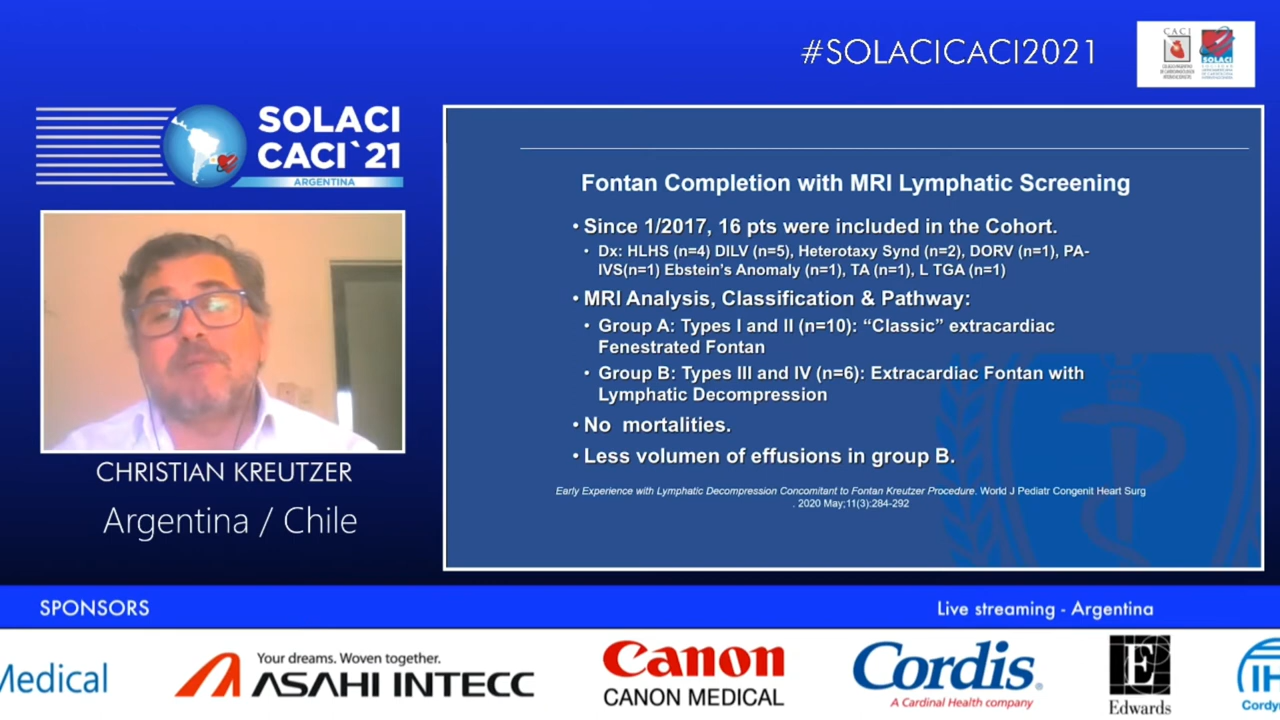 #SOLACICACI2021
CACI
SOLACI
SOLACI
CACI`21
ARGENTINA
CHRISTIAN KREUTZER
Argentina / Chile
Fontan Completion with MRI Lymphatic Screening
• Since 1/2017, 16 pts were included in the Cohort.
• Dx: HLHS (n=4) DILV (n=5), Heterotaxy Synd (n=2), DORV (n=1), PA-
IVS(n=1) Ebstein's Anomaly (n=1), TA (n=1), L TGA (n=1)
• MRI Analysis, Classification & Pathway:
• Group A: Types I and II (n=10): “Classic” extracardiac
Fenestrated Fontan
• Group B: Types III and IV (n=6): Extracardiac Fontan with
Lymphatic Decompression
• No mortalities.
• Less volumen of effusions in group B.
Early Experience with Lymphatic Decompression Concomitant to Fontan Kreutzer Procedure. World J Pediatr Congenit Heart Surg
. 2020 May;11(3):284-292
SPONSORS
Live streaming - Argentina
Medical
Your dreams. Woven together.
ASAHI INTECC
Canon
CANON MEDICAL
Cordis.
A Cardinal Health company
E
Edwards
IH
Cordy